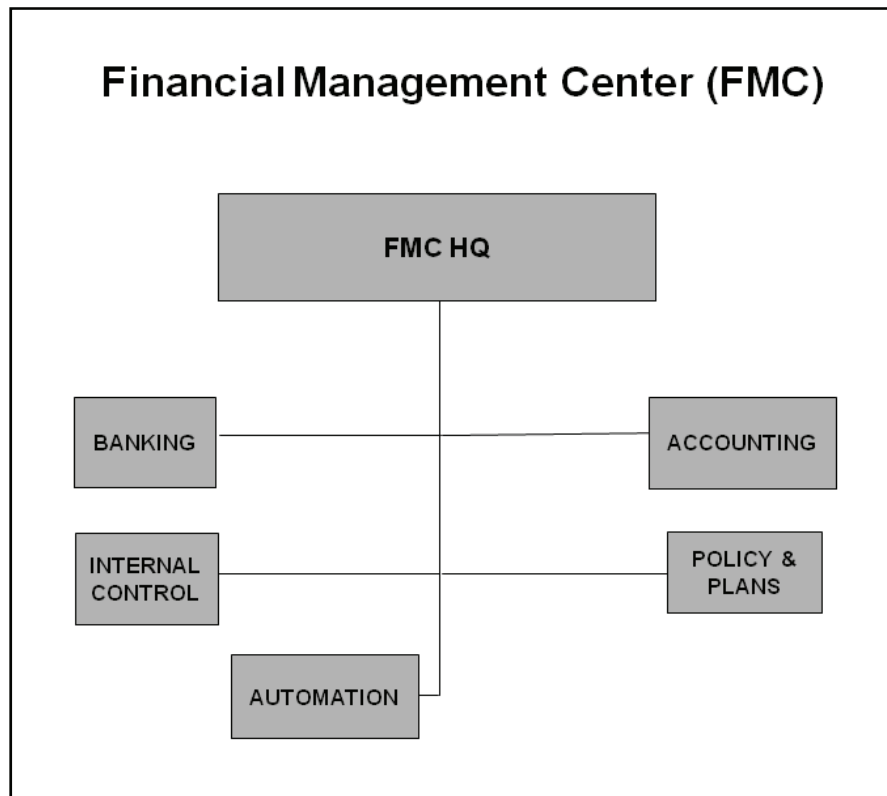 Financial Management Center (FMC)
FMC HQ
BANKING
ACCOUNTING
INTERNAL
CONTROL
POLICY &
PLANS
AUTOMATION